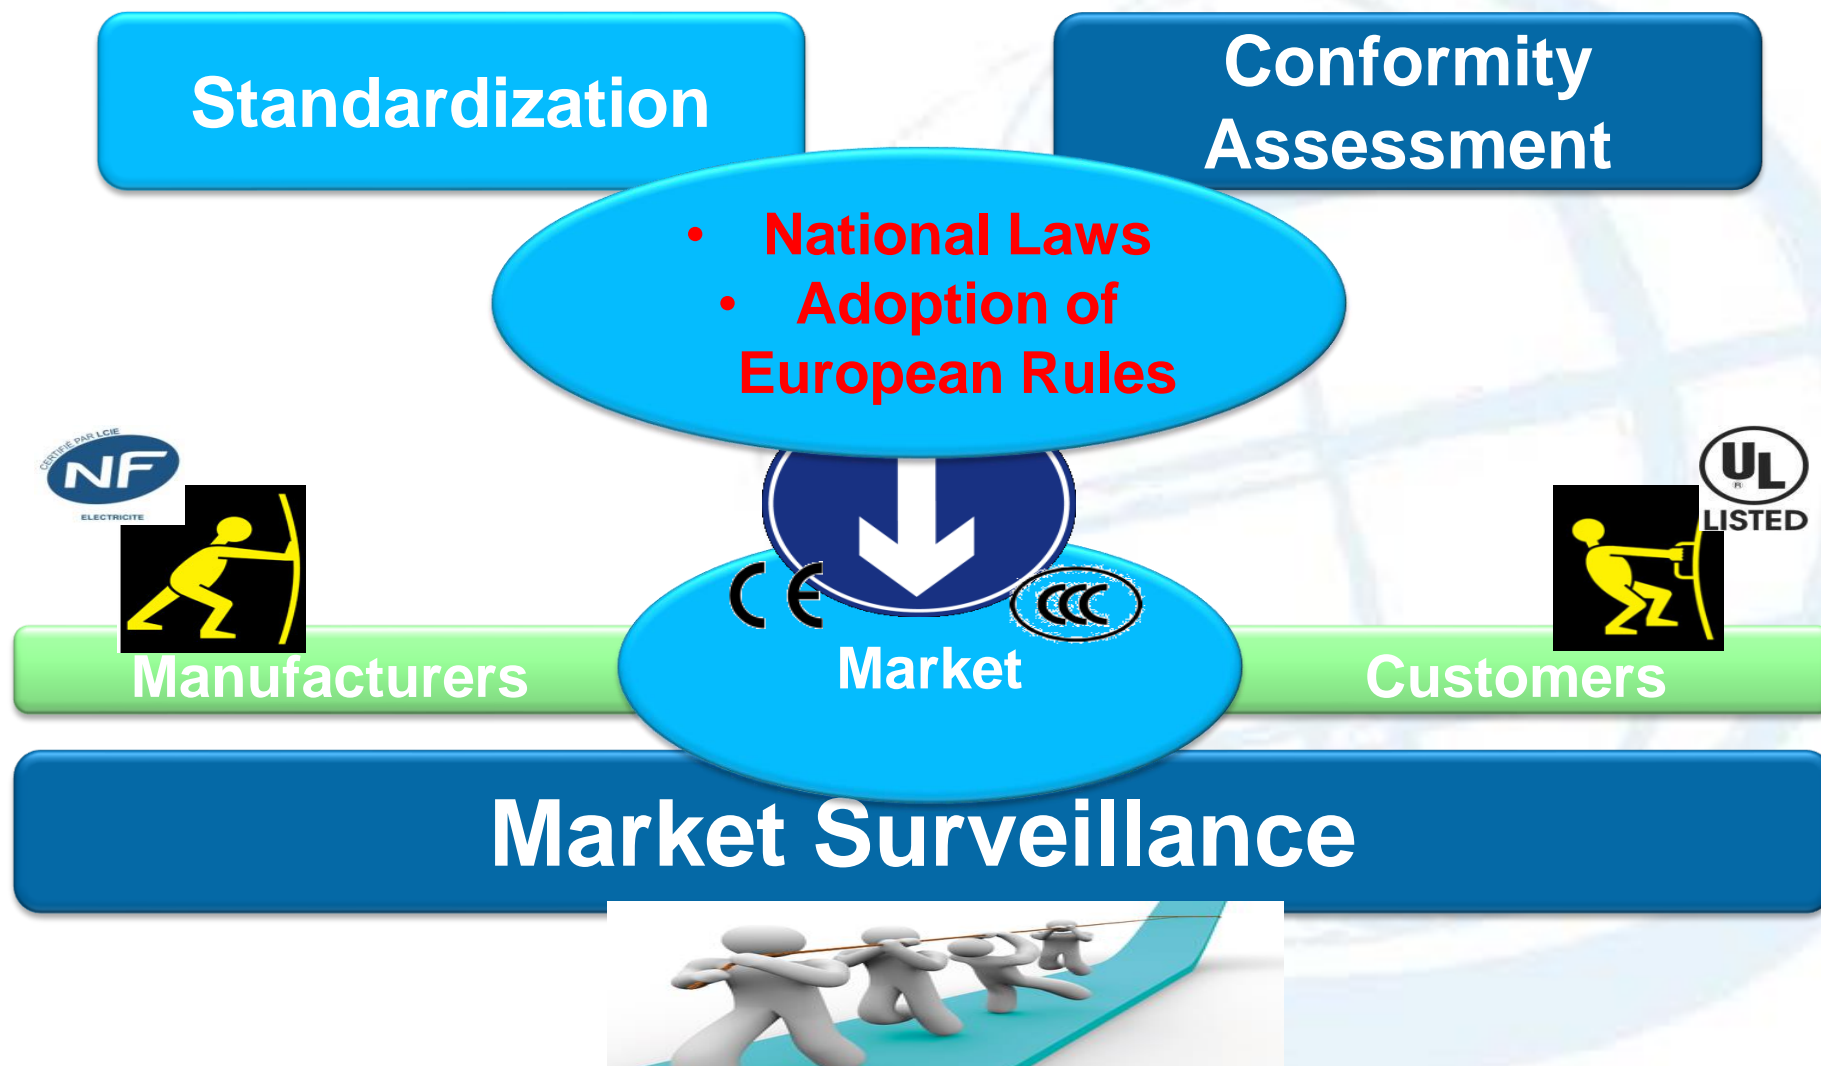 Standardization
Conformity
Assessment
• National Laws
• Adoption of
European Rules
CERTIFIÉ PAR LCIE
NF
ELECTRICITE
UL
®
LISTED
CE
CCC
Manufacturers
Market
Customers
Market Surveillance